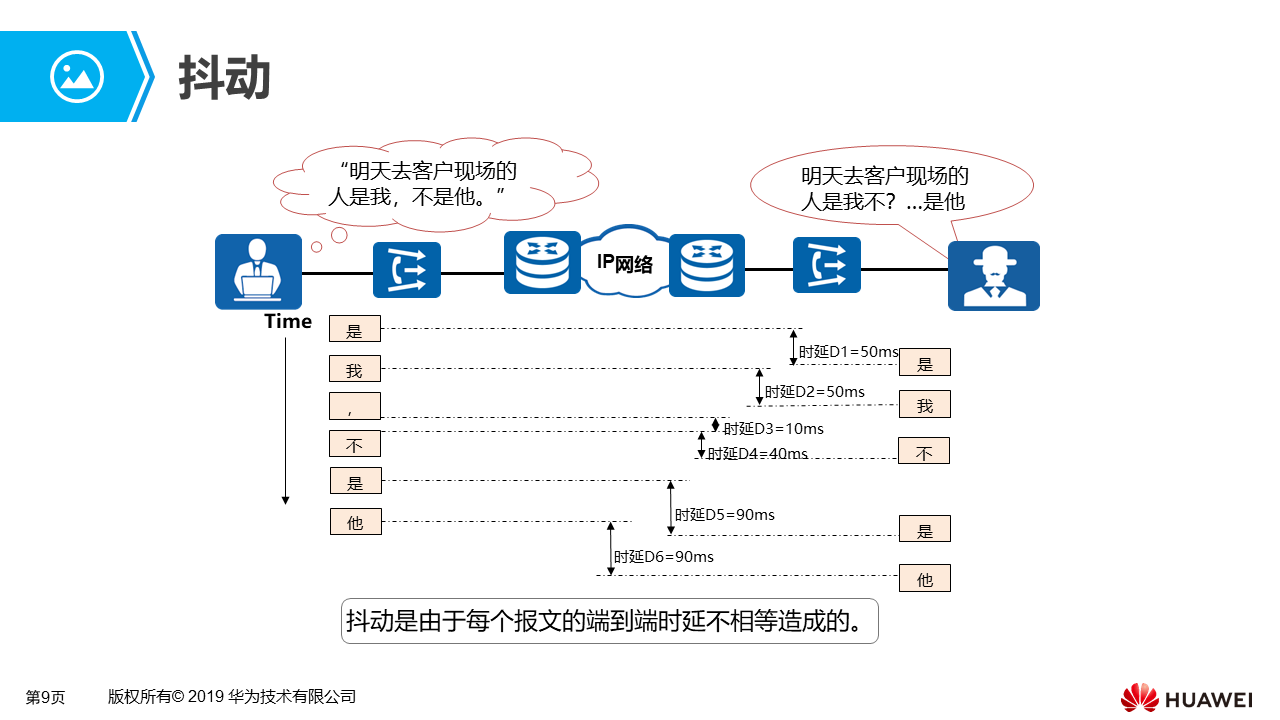 抖动
“明天去客户现场的
人是我，不是他。”
明天去客户现场的
人是我不？…是他
IP网络
Time
是
时延D1=50ms
是
我
时延D2=50ms
我
，
时延D3=10ms
不
时延D4=40ms
不
是
时延D5=90ms
是
他
时延D6=90ms
他
抖动是由于每个报文的端到端时延不相等造成的。
第9页
版权所有© 2019 华为技术有限公司
HUAWEI